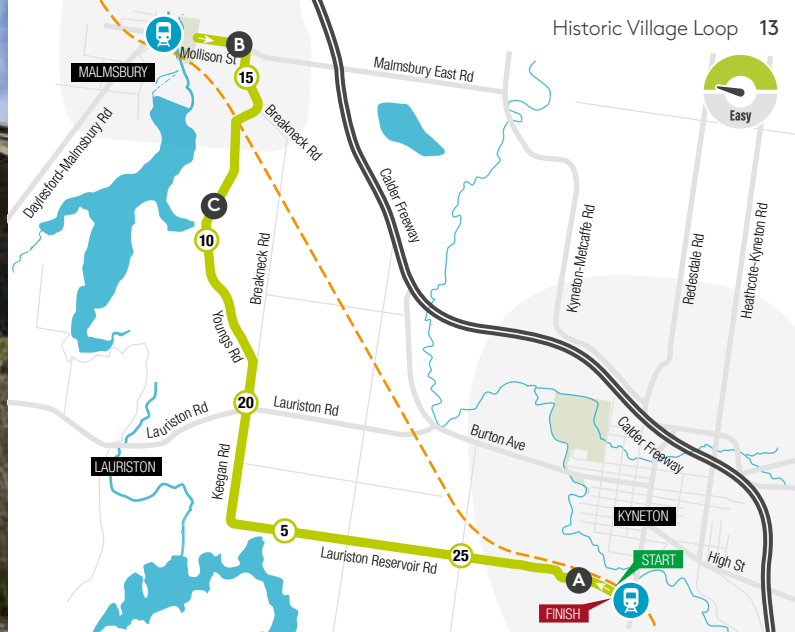 Historic Village Loop 13
Easy
MALMSBURY
Mollison St
B
15
Malmsbury East Rd
Breakneck Rd
Daylesford-Malmsbury Rd
C
10
Calder Freeway
Kyneton-Metcalfe Rd
Redesdale Rd
Heathcote-Kyneton Rd
Breakneck Rd
Youngs Rd
20
Lauriston Rd
Lauriston Rd
Burton Ave
Calder Freeway
LAURISTON
Keegan Rd
5
25
Lauriston Reservoir Rd
KYNETON
High St
START
A
FINISH